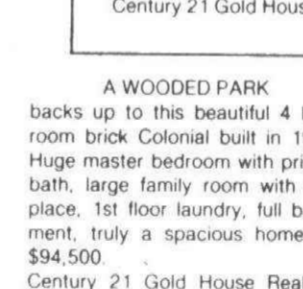 Century 21 Gold Hous
A WOODED PARK
backs up to this beautiful 4
room brick Colonial built in 1
Huge master bedroom with pri
bath, large family room with
place, 1st floor laundry, full b
ment, truly a spacious home
$94,500.
Century 21 Gold House Real